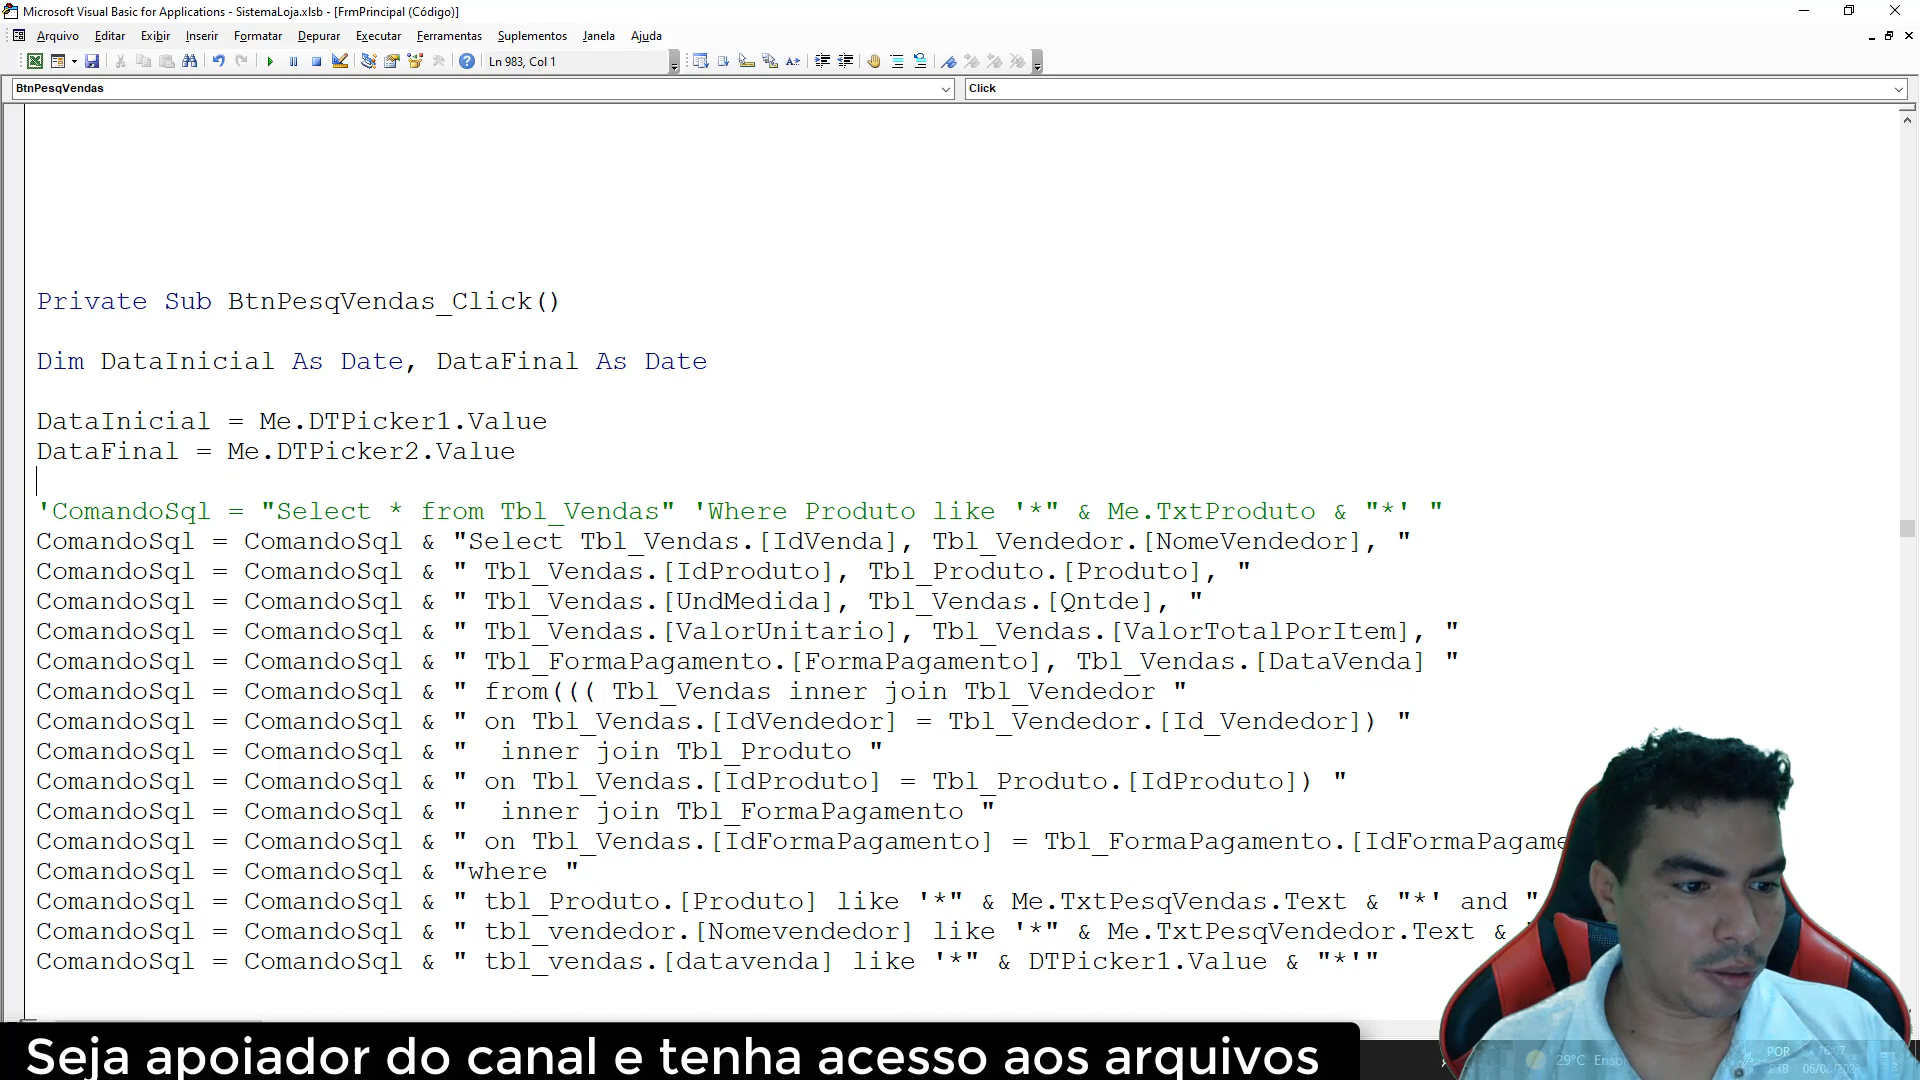 Microsoft Visual Basic for Applications - SistemaLoja.xlsb - [FrmPrincipal (Código)]
Arquivo Editar Exibir Inserir Formatar Depurar Executar Ferramentas Suplementos Janela Ajuda
Ln 983, Col 1
BtnPesqVendas Click
Private Sub BtnPesqVendas_Click()
Dim DataInicial As Date, DataFinal As Date
DataInicial = Me.DTPicker1.Value
DataFinal = Me.DTPicker2.Value
'ComandoSql = "Select * from Tbl_Vendas" 'Where Produto like '*" & Me.TxtProduto & "*' "
ComandoSql = ComandoSql & "Select Tbl_Vendas.[IdVenda], Tbl_Vendedor.[NomeVendedor], "
ComandoSql = ComandoSql & " Tbl_Vendas.[IdProduto], Tbl_Produto.[Produto], "
ComandoSql = ComandoSql & " Tbl_Vendas.[UndMedida], Tbl_Vendas.[Qntde], "
ComandoSql = ComandoSql & " Tbl_Vendas.[ValorUnitario], Tbl_Vendas.[ValorTotalPorItem], "
ComandoSql = ComandoSql & " Tbl_FormaPagamento.[FormaPagamento], Tbl_Vendas.[DataVenda] "
ComandoSql = ComandoSql & " from((( Tbl_Vendas inner join Tbl_Vendedor "
ComandoSql = ComandoSql & " on Tbl_Vendas.[IdVendedor] = Tbl_Vendedor.[Id_Vendedor]) "
ComandoSql = ComandoSql & "  inner join Tbl_Produto "
ComandoSql = ComandoSql & " on Tbl_Vendas.[IdProduto] = Tbl_Produto.[IdProduto]) "
ComandoSql = ComandoSql & "  inner join Tbl_FormaPagamento "
ComandoSql = ComandoSql & " on Tbl_Vendas.[IdFormaPagamento] = Tbl_FormaPagamento.[IdFormaPagame
ComandoSql = ComandoSql & "where "
ComandoSql = ComandoSql & " tbl_Produto.[Produto] like '*" & Me.TxtPesqVendas.Text & "*' and "
ComandoSql = ComandoSql & " tbl_vendedor.[Nomevendedor] like '*" & Me.TxtPesqVendedor.Text &
ComandoSql = ComandoSql & " tbl_vendas.[datavenda] like '*" & DTPicker1.Value & "*'"
Seja apoiador do canal e tenha acesso aos arquivos
29°C
POR